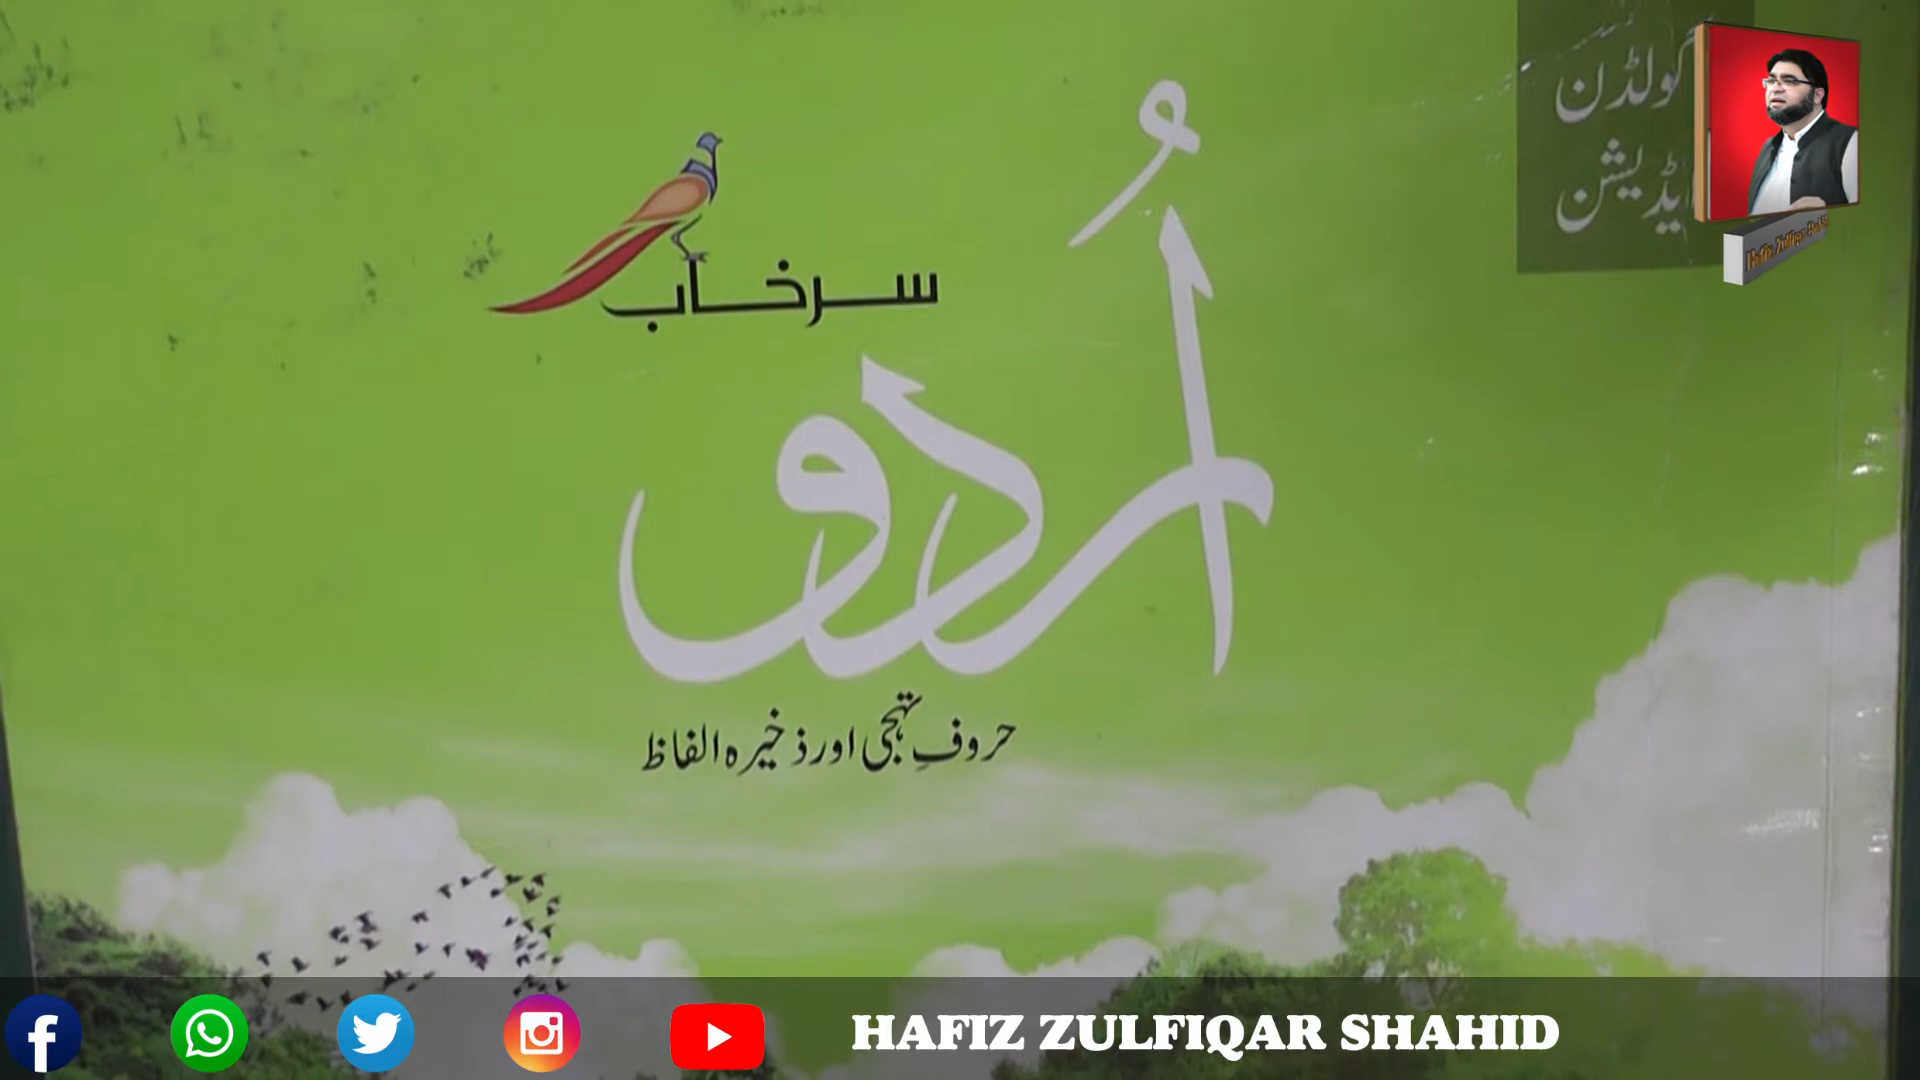 گولڈن
ایڈیشن
سرخاب
اُردو
حروفِ تہجی اور ذخیرہ الفاظ
HAFIZ ZULFIQAR SHAHID